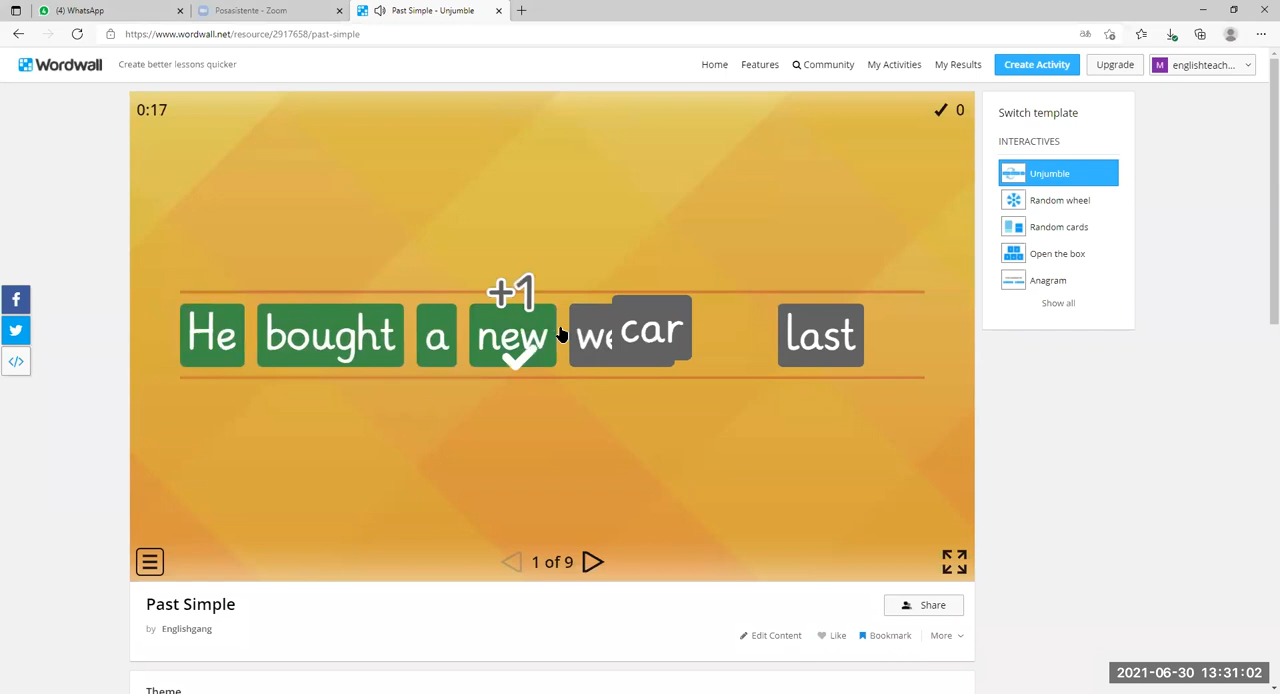 (4) WhatsApp
Posasistente - Zoom
Past Simple - Unjumble
https://www.wordwall.net/resource/2917658/past-simple
Wordwall
Create better lessons quicker
Home
Features
Community
My Activities
My Results
Create Activity
Upgrade
M
englishteach...
0:17
0
Switch template
INTERACTIVES
Unjumble
Random wheel
Random cards
Open the box
Anagram
Show all
+1
He bought a new we car last
1 of 9
Past Simple
Share
by Englishgang
Edit Content
Like
Bookmark
More
Theme
2021-06-30 13:31:02